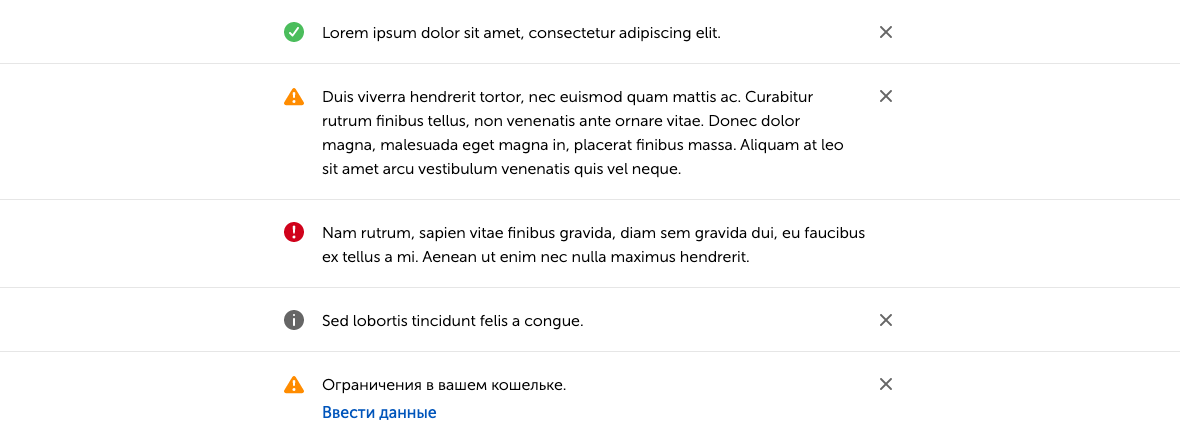 Lorem ipsum dolor sit amet, consectetur adipiscing elit.
Duis viverra hendrerit tortor, nec euismod quam mattis ac. Curabitur
rutrum finibus tellus, non venenatis ante ornare vitae. Donec dolor
magna, malesuada eget magna in, placerat finibus massa. Aliquam at leo
sit amet arcu vestibulum venenatis quis vel neque.
Nam rutrum, sapien vitae finibus gravida, diam sem gravida dui, eu faucibus
ex tellus a mi. Aenean ut enim nec nulla maximus hendrerit.
Sed lobortis tincidunt felis a congue.
Ограничения в вашем кошельке.
Ввести данные